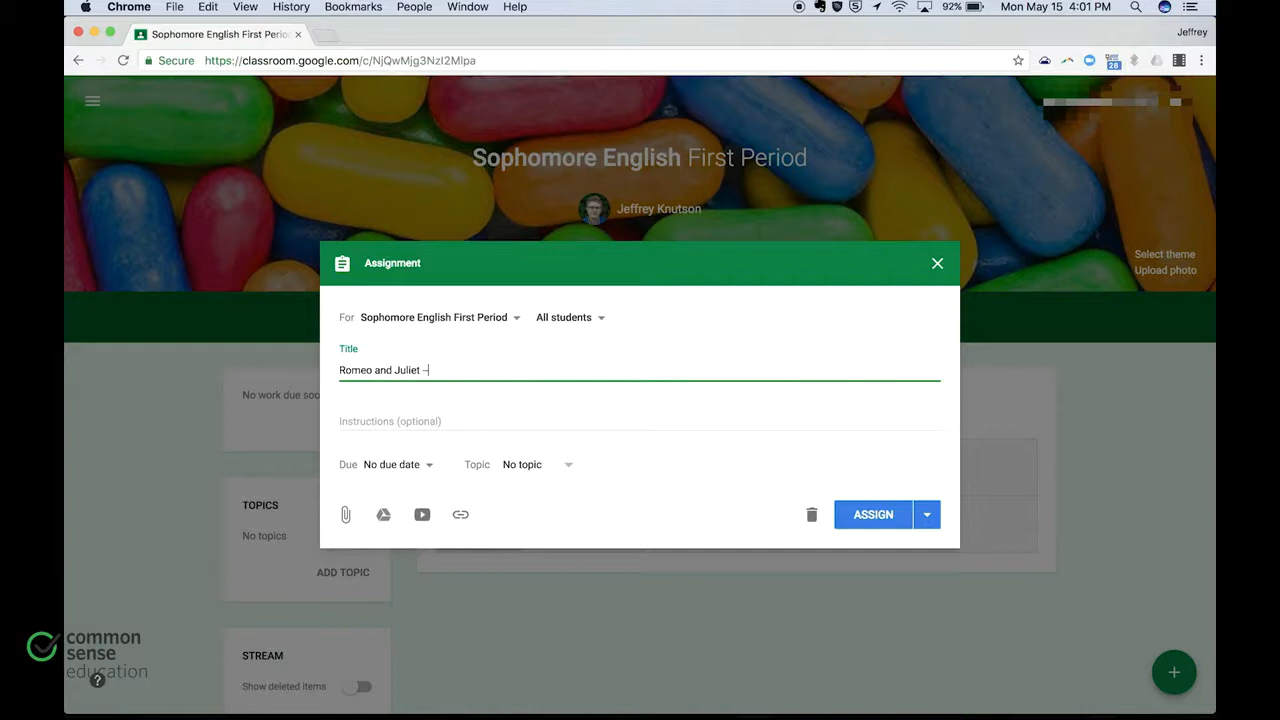 Chrome File Edit View History Bookmarks People Window Help 92% Mon May 15 4:01 PM
Sophomore English First Period
Jeffrey
Secure https://classroom.google.com/c/NjQwMjg3NzI2Mlpa
28
Sophomore English First Period
Jeffrey Knutson
Select theme
Upload photo
Assignment
For Sophomore English First Period All students
Title
Romeo and Juliet -
Instructions (optional)
Due No due date Topic No topic
ASSIGN
No work due soo
TOPICS
No topics
ADD TOPIC
STREAM
Show deleted items
common
sense
education
?